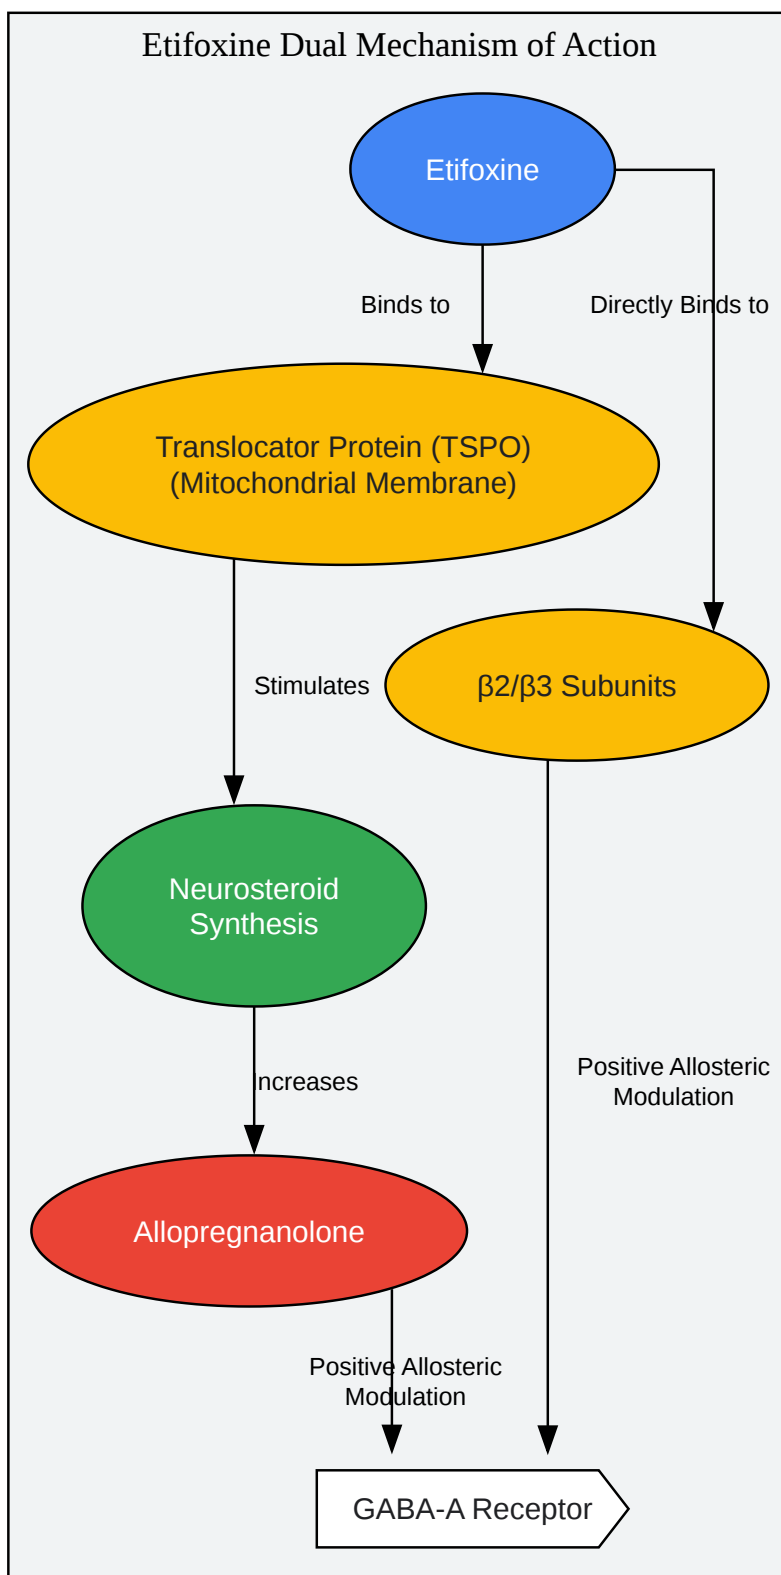 Etifoxine Dual Mechanism of Action
Etifoxine
Binds to
Directly Binds to
Translocator Protein (TSPO)
(Mitochondrial Membrane)
Stimulates
β2/β3 Subunits
Neurosteroid
Synthesis
Increases
Positive Allosteric
Modulation
Allopregnanolone
Positive Allosteric
Modulation
GABA-A Receptor